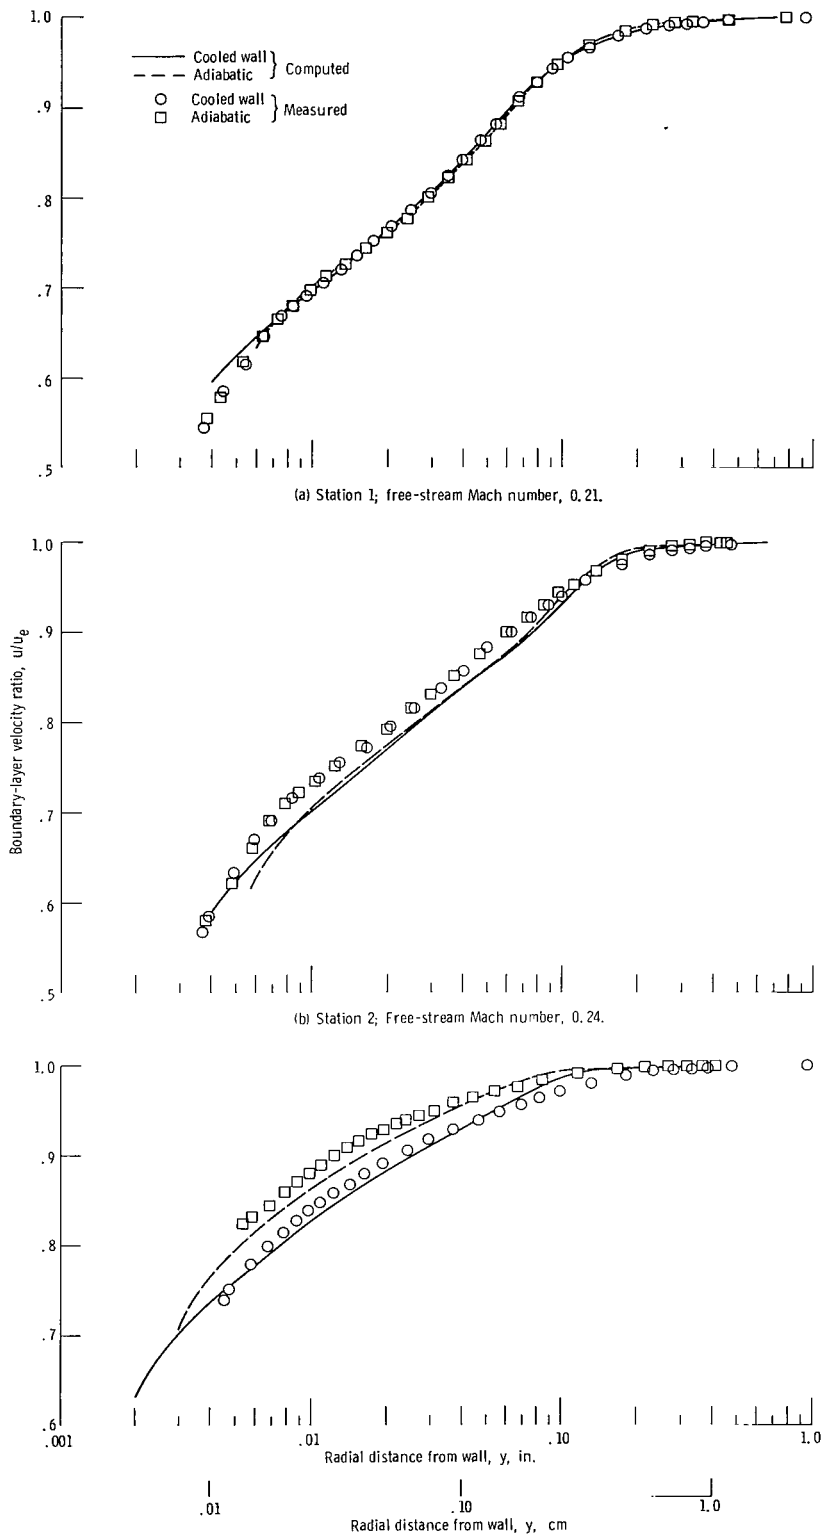 1.0
Cooled wall
Adiabatic
Computed
Cooled wall
Adiabatic
Measured
.9
.8
.7
.6
.5
(a) Station 1; free-stream Mach number, 0.21.
Boundary-layer velocity ratio, u/ue
1.0
.9
.8
.7
.6
.5
(b) Station 2; Free-stream Mach number, 0.24.
1.0
.9
.8
.7
.6
.001
.01
.10
1.0
Radial distance from wall, y, in.
.01
.10
1.0
Radial distance from wall, y, cm